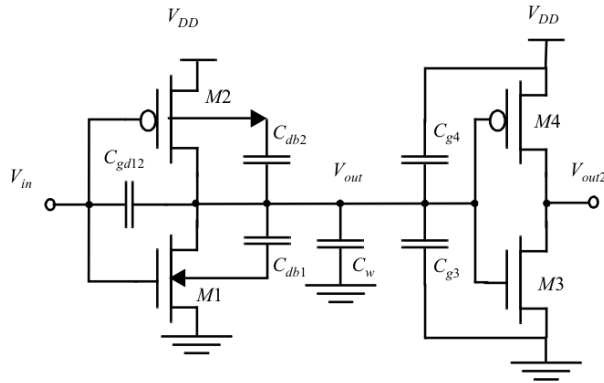 V_DD
V_DD
M2
M4
C_db2
C_g4
C_gd12
V_in
V_out
V_out2
C_db1
C_w
C_g3
M1
M3